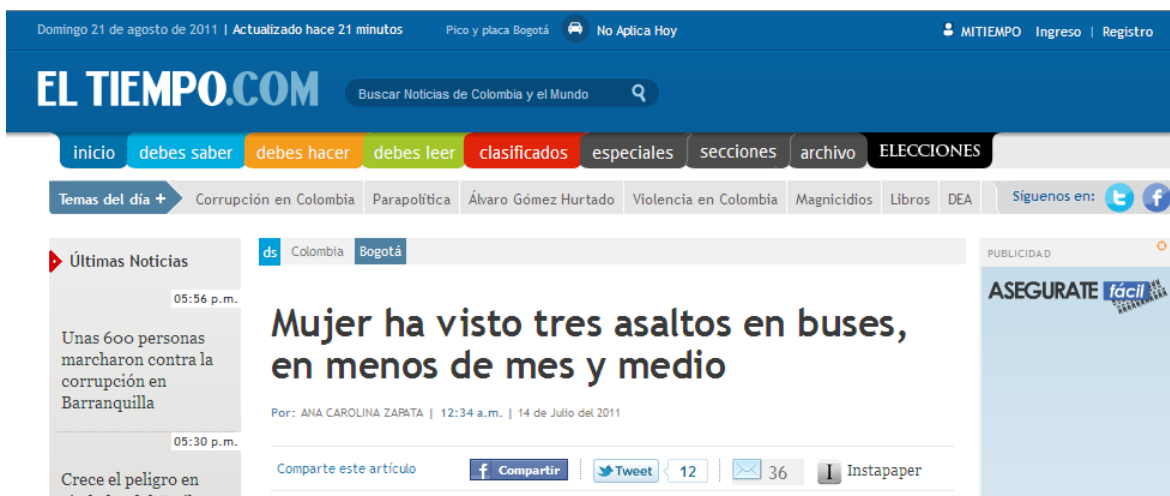 Domingo 21 de agosto de 2011 | Actualizado hace 21 minutos Pico y placa Bogotá No Aplica Hoy MITIEMPO Ingreso | Registro
EL TIEMPO.COM Buscar Noticias de Colombia y el Mundo
inicio debes saber debes hacer debes leer clasificados especiales secciones archivo ELECCIONES
Temas del día + Corrupción en Colombia Parapolítica Álvaro Gómez Hurtado Violencia en Colombia Magnicidios Libros DEA Síguenos en:
Últimas Noticias
05:56 p.m.
Unas 600 personas
marcharon contra la
corrupción en
Barranquilla
05:30 p.m.
Crece el peligro en
ds Colombia Bogotá
Mujer ha visto tres asaltos en buses,
en menos de mes y medio
Por: ANA CAROLINA ZAPATA | 12:34 a.m. | 14 de Julio del 2011
Comparte este artículo f Compartir Tweet 12 36 I Instapaper
PUBLICIDAD
ASEGURATE fácil